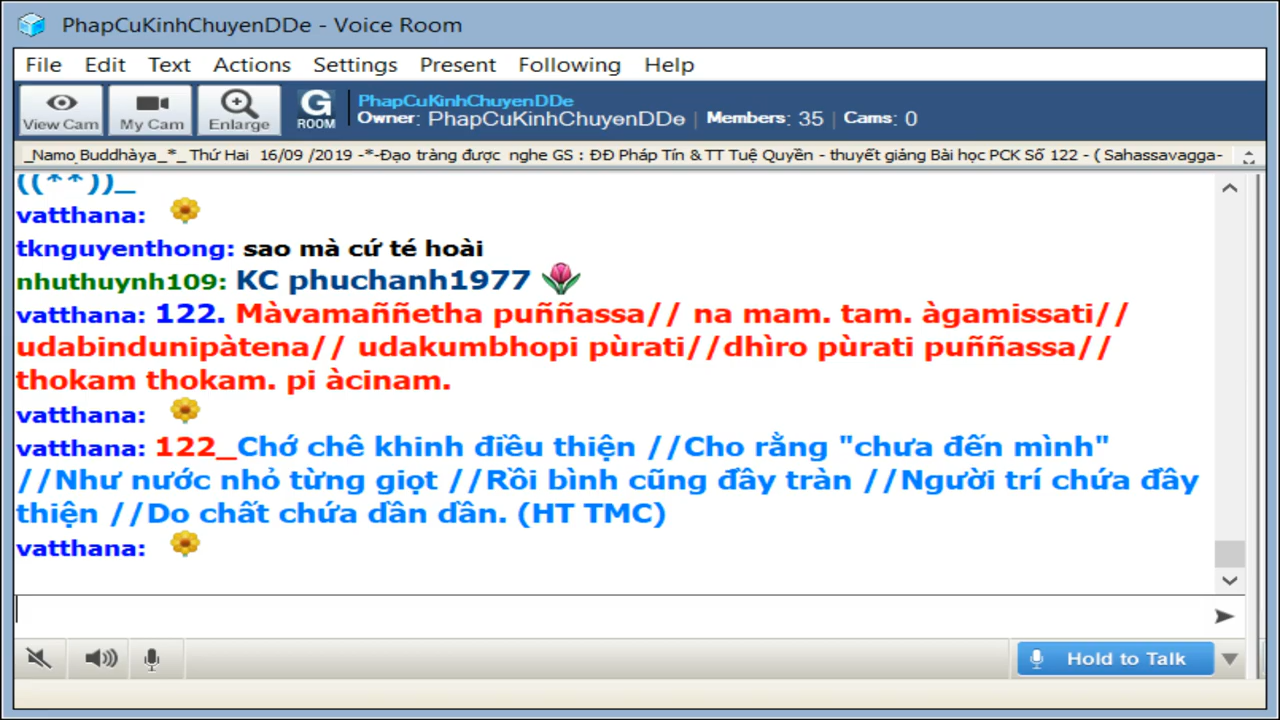 PhapCuKinhChuyenDDe - Voice Room
File Edit Text Actions Settings Present Following Help
View Cam My Cam Enlarge G ROOM
PhapCuKinhChuyenDDe
Owner: PhapCuKinhChuyenDDe | Members: 35 | Cams: 0
_Namo Buddhàya_*_ Thứ Hai 16/09 /2019 -*-Đạo tràng được nghe GS : ĐĐ Pháp Tín & TT Tuệ Quyền - thuyết giảng Bài học PCK Số 122 - ( Sahassavagga-
((**))_
vatthana:
tknguyenthong: sao mà cứ té hoài
nhuthuynh109: KC phuchanh1977
vatthana: 122. Màvamaññetha puññassa// na mam. tam. àgamissati//
udabindunipàtena// udakumbhopi pùrati//dhìro pùrati puññassa//
thokam thokam. pi àcinam.
vatthana:
vatthana: 122_Chớ chê khinh điều thiện //Cho rằng "chưa đến mình"
//Như nước nhỏ từng giọt //Rồi bình cũng đầy tràn //Người trí chứa đầy
thiện //Do chất chứa dần dần. (HT TMC)
vatthana:
Hold to Talk